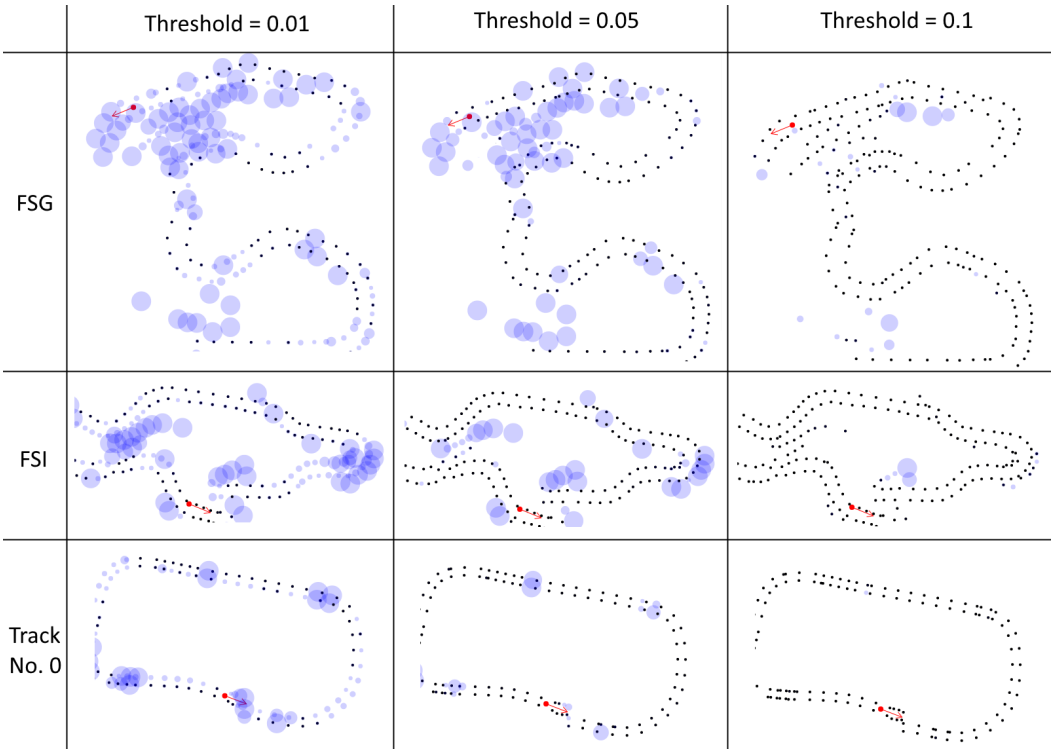 Threshold = 0.01
Threshold = 0.05
Threshold = 0.1
FSG
FSI
Track
No. 0